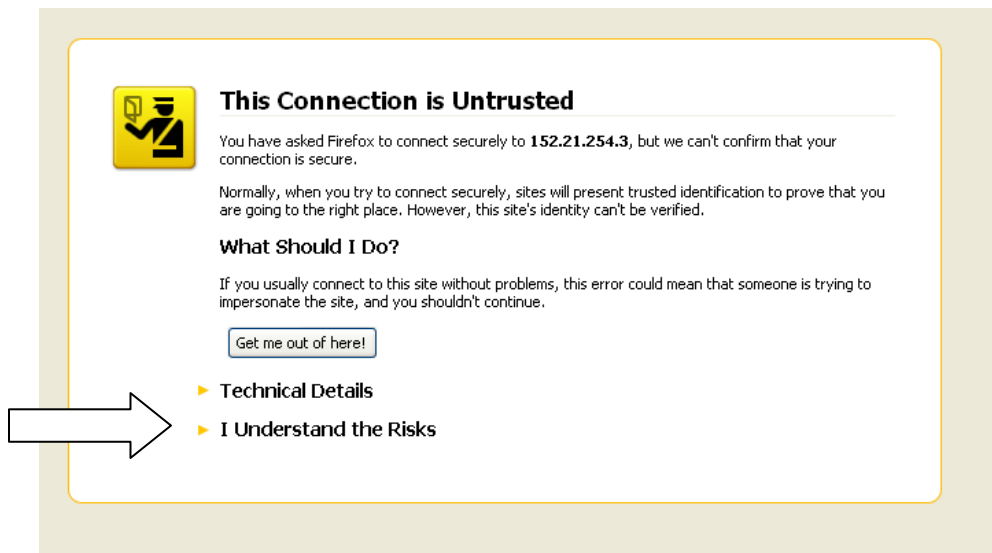 This Connection is Untrusted
You have asked Firefox to connect securely to 152.21.254.3, but we can't confirm that your
connection is secure.
Normally, when you try to connect securely, sites will present trusted identification to prove that you
are going to the right place. However, this site's identity can't be verified.
What Should I Do?
If you usually connect to this site without problems, this error could mean that someone is trying to
impersonate the site, and you shouldn't continue.
Get me out of here!
Technical Details
I Understand the Risks